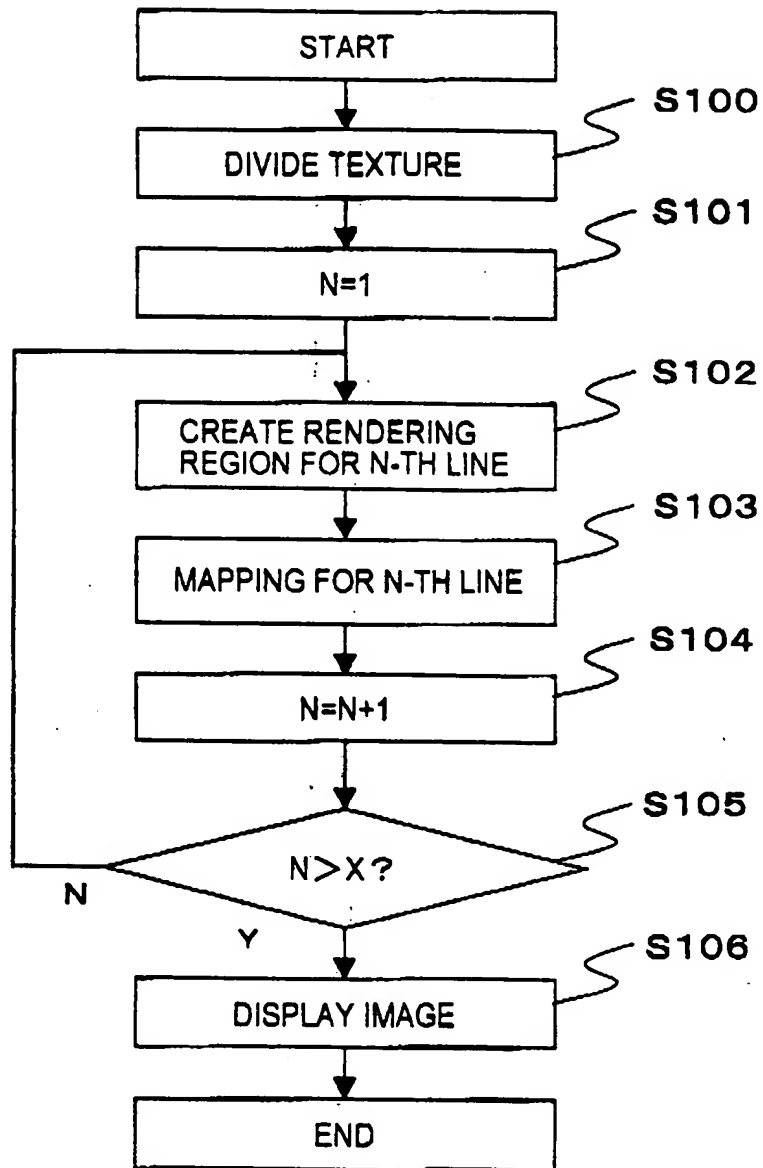 START
S100
DIVIDE TEXTURE
S101
N=1
S102
CREATE RENDERING
REGION FOR N-TH LINE
S103
MAPPING FOR N-TH LINE
S104
N=N+1
S105
N>X?
N
Y
S106
DISPLAY IMAGE
END